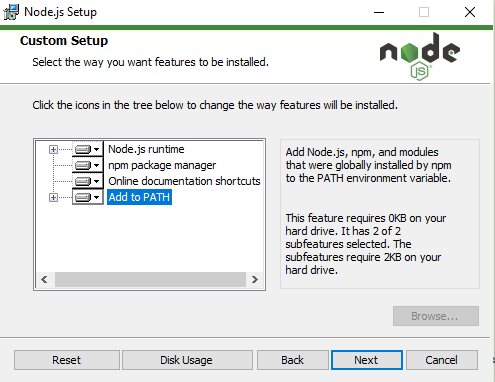 Node.js Setup
Custom Setup
Select the way you want features to be installed.
node
JS
Click the icons in the tree below to change the way features will be installed.
Node.js runtime
npm package manager
Online documentation shortcuts
Add to PATH
Add Node.js, npm, and modules
that were globally installed by npm
to the PATH environment variable.
This feature requires 0KB on your
hard drive. It has 2 of 2
subfeatures selected. The
subfeatures require 2KB on your
hard drive.
Browse...
Reset
Disk Usage
Back
Next
Cancel